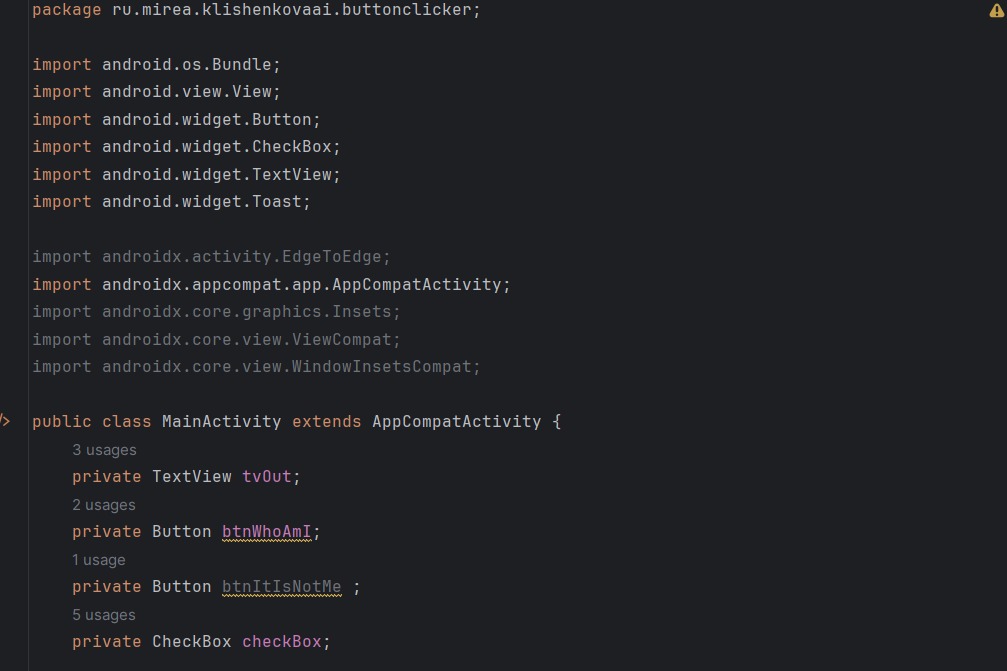 package ru.mirea.klishenkovaai.buttonclicker;
import android.os.Bundle;
import android.view.View;
import android.widget.Button;
import android.widget.CheckBox;
import android.widget.TextView;
import android.widget.Toast;
import androidx.activity.EdgeToEdge;
import androidx.appcompat.app.AppCompatActivity;
import androidx.core.graphics.Insets;
import androidx.core.view.ViewCompat;
import androidx.core.view.WindowInsetsCompat;
public class MainActivity extends AppCompatActivity {
3 usages
private TextView tvOut;
2 usages
private Button btnWhoAmI;
1 usage
private Button btnItIsNotMe ;
5 usages
private CheckBox checkBox;